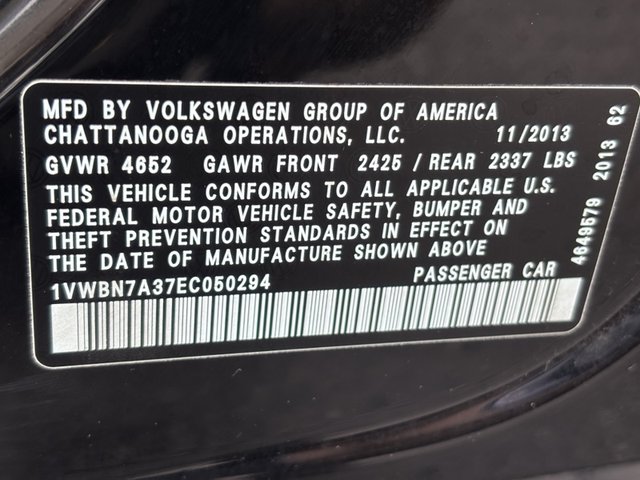 MFD BY VOLKSWAGEN GROUP OF AMERICA
CHATTANOOGA OPERATIONS, LLC. 11/2013
GVWR 4652 GAWR FRONT 2425 / REAR 2337 LBS
THIS VEHICLE CONFORMS TO ALL APPLICABLE U.S.
FEDERAL MOTOR VEHICLE SAFETY, BUMPER AND
THEFT PREVENTION STANDARDS IN EFFECT ON
THE DATE OF MANUFACTURE SHOWN ABOVE
1VWBN7A37EC050294 PASSENGER CAR
4649579 2013 62